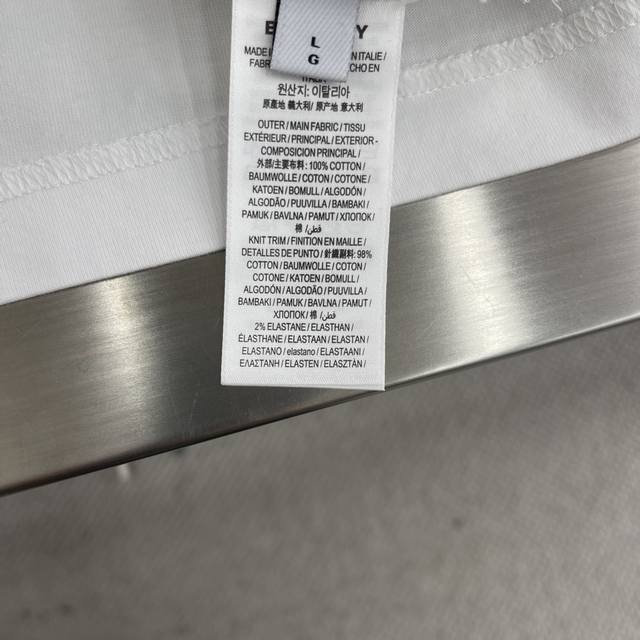 L
G
MADE I
N ITALIE /
FABR
CHO EN
원산지: 이탈리아
原產地 義大利/ 原产地 意大利
OUTER / MAIN FABRIC / TISSU
EXTÉRIEUR / PRINCIPAL / EXTERIOR -
COMPOSICION PRINCIPAL /
外部/主要布料: 100% COTTON /
BAUMWOLLE / COTON / COTONE /
KATOEN / BOMULL / ALGODÓN /
ALGODÃO / PUUVILLA / BAMBAKI /
PAMUK / BAVLNA / PAMUT / ХЛОПОК /
棉 / قطن /
KNIT TRIM / FINITION EN MAILLE /
DETALLES DE PUNTO / 針織副料: 98%
COTTON / BAUMWOLLE / COTON /
COTONE / KATOEN / BOMULL /
ALGODÓN / ALGODÃO / PUUVILLA /
BAMBAKI / PAMUK / BAVLNA / PAMUT /
ХЛОПОК / 棉 / قطن
2% ELASTANE / ELASTHAN /
ÉLASTHANE / ELASTAAN / ELASTAN /
ELASTANO / elastano / ELASTAANI /
ΕΛΑΣΤΑΝΗ / ELASTEN / ELASZTÁN /